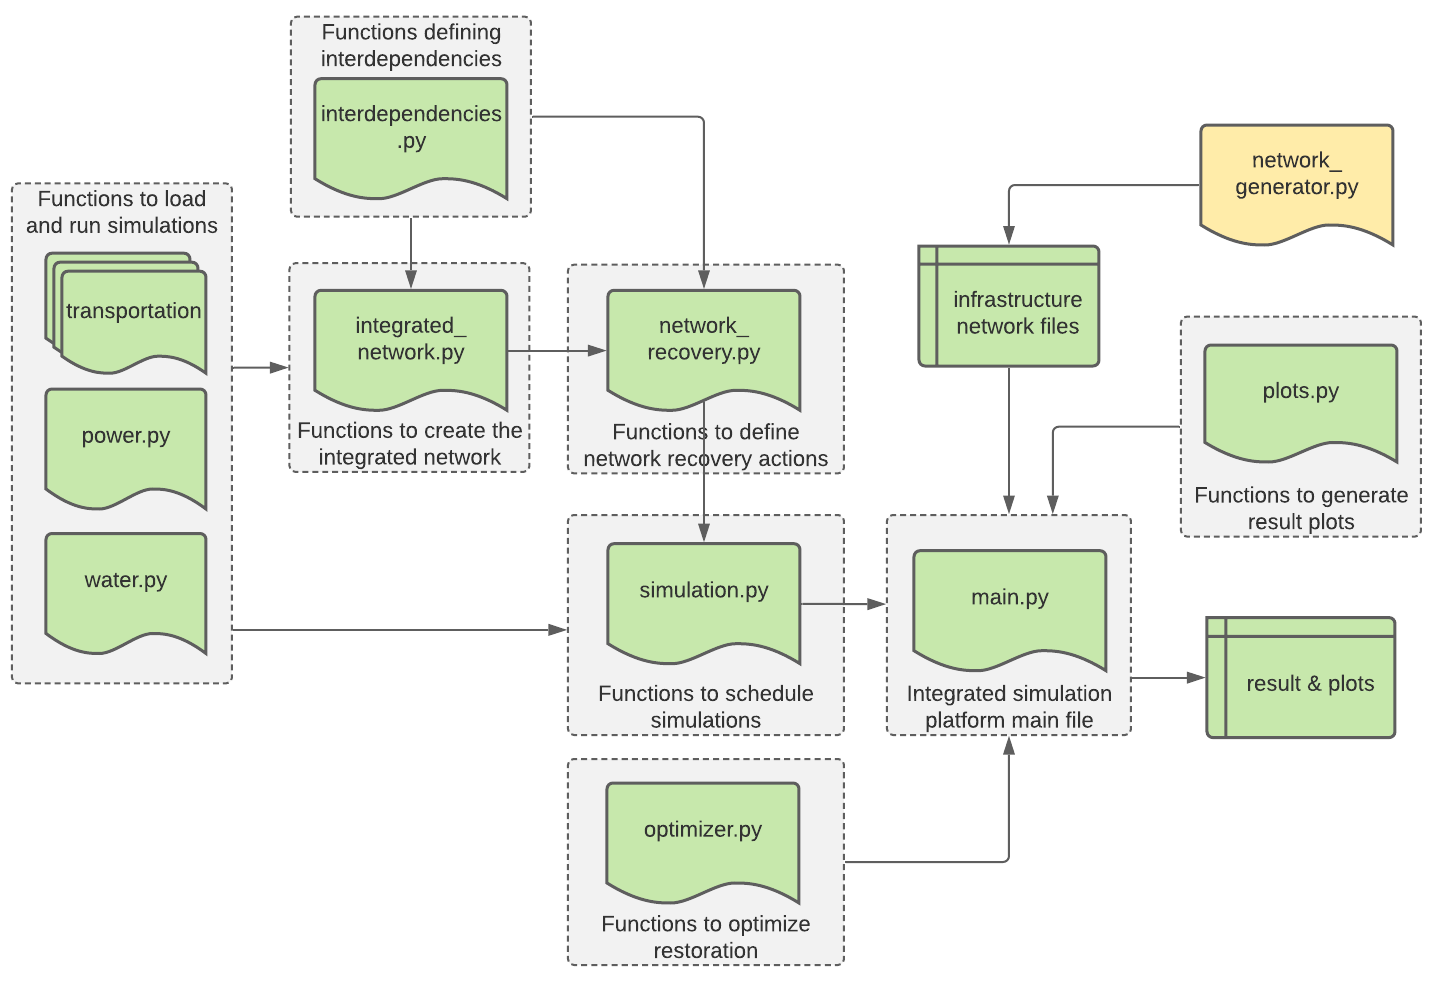 Functions defining
interdependencies
interdependencies
.py
network_
generator.py
Functions to load
and run simulations
transportation
power.py
water.py
integrated_
network.py
Functions to create the
integrated network
network_
recovery.py
Functions to define
network recovery actions
infrastructure
network files
plots.py
Functions to generate
result plots
simulation.py
Functions to schedule
simulations
main.py
Integrated simulation
platform main file
result & plots
optimizer.py
Functions to optimize
restoration